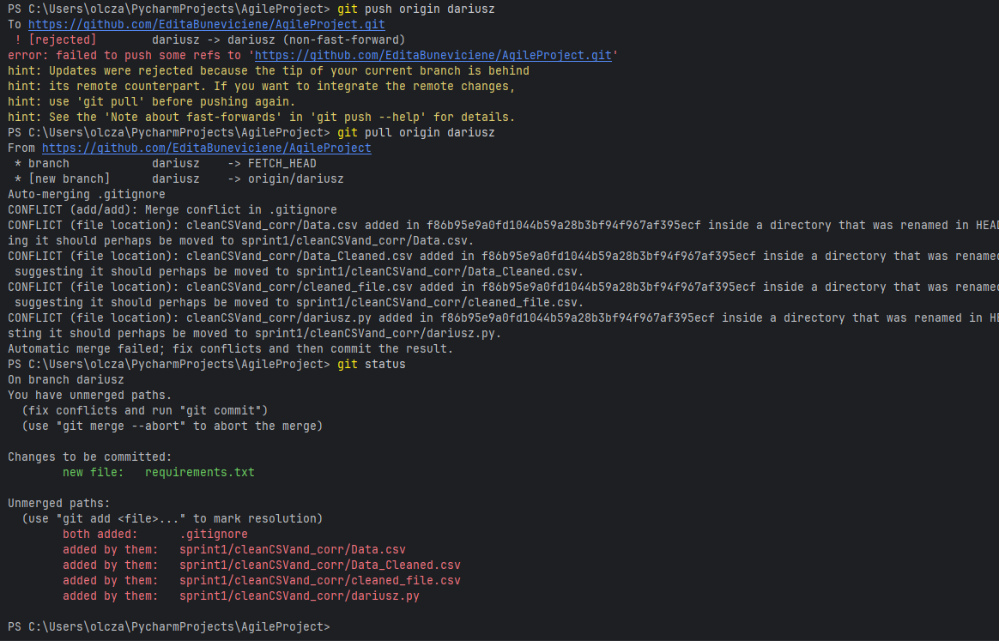 PS C:\Users\olcza\PycharmProjects\AgileProject> git push origin dariusz
To https://github.com/EditaBuneviciene/AgileProject.git
 ! [rejected]        dariusz -> dariusz (non-fast-forward)
error: failed to push some refs to 'https://github.com/EditaBuneviciene/AgileProject.git'
hint: Updates were rejected because the tip of your current branch is behind
hint: its remote counterpart. If you want to integrate the remote changes,
hint: use 'git pull' before pushing again.
hint: See the 'Note about fast-forwards' in 'git push --help' for details.
PS C:\Users\olcza\PycharmProjects\AgileProject> git pull origin dariusz
From https://github.com/EditaBuneviciene/AgileProject
 * branch            dariusz    -> FETCH_HEAD
 * [new branch]      dariusz    -> origin/dariusz
Auto-merging .gitignore
CONFLICT (add/add): Merge conflict in .gitignore
CONFLICT (file location): cleanCSVand_corr/Data.csv added in f86b95e9a0fd1044b59a28b3bf94f967af395ecf inside a directory that was renamed in HEAD
ing it should perhaps be moved to sprint1/cleanCSVand_corr/Data.csv.
CONFLICT (file location): cleanCSVand_corr/Data_Cleaned.csv added in f86b95e9a0fd1044b59a28b3bf94f967af395ecf inside a directory that was renamed
 suggesting it should perhaps be moved to sprint1/cleanCSVand_corr/Data_Cleaned.csv.
CONFLICT (file location): cleanCSVand_corr/cleaned_file.csv added in f86b95e9a0fd1044b59a28b3bf94f967af395ecf inside a directory that was renamed
 suggesting it should perhaps be moved to sprint1/cleanCSVand_corr/cleaned_file.csv.
CONFLICT (file location): cleanCSVand_corr/dariusz.py added in f86b95e9a0fd1044b59a28b3bf94f967af395ecf inside a directory that was renamed in HE
sting it should perhaps be moved to sprint1/cleanCSVand_corr/dariusz.py.
Automatic merge failed; fix conflicts and then commit the result.
PS C:\Users\olcza\PycharmProjects\AgileProject> git status
On branch dariusz
You have unmerged paths.
  (fix conflicts and run "git commit")
  (use "git merge --abort" to abort the merge)

Changes to be committed:
        new file:   requirements.txt

Unmerged paths:
  (use "git add <file>..." to mark resolution)
        both added:      .gitignore
        added by them:   sprint1/cleanCSVand_corr/Data.csv
        added by them:   sprint1/cleanCSVand_corr/Data_Cleaned.csv
        added by them:   sprint1/cleanCSVand_corr/cleaned_file.csv
        added by them:   sprint1/cleanCSVand_corr/dariusz.py

PS C:\Users\olcza\PycharmProjects\AgileProject>